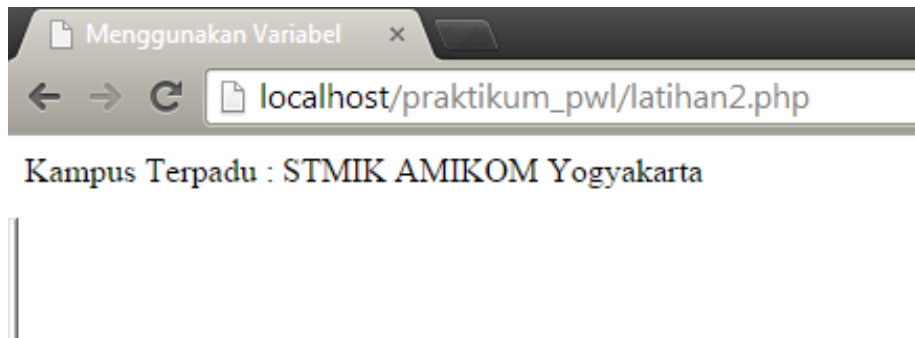 Menggunakan Variabel
localhost/praktikum_pwl/latihan2.php
Kampus Terpadu : STMIK AMIKOM Yogyakarta